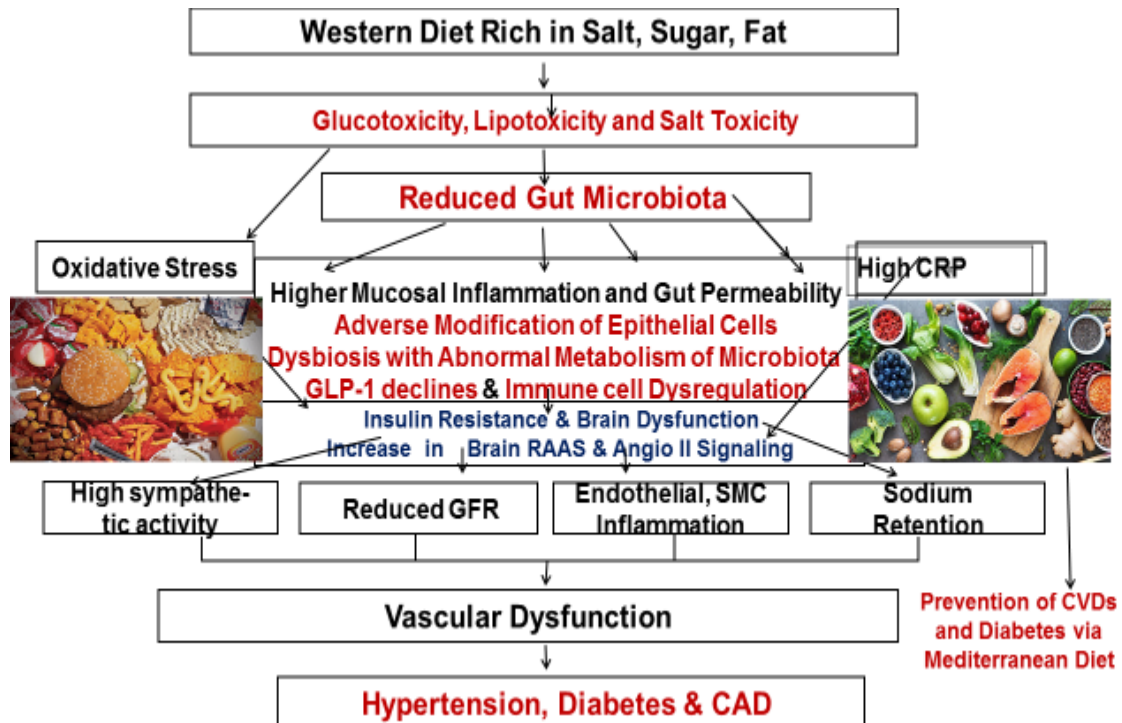 Western Diet Rich in Salt, Sugar, Fat
Glucotoxicity, Lipotoxicity and Salt Toxicity
Reduced Gut Microbiota
Oxidative Stress
High CRP
Higher Mucosal Inflammation and Gut Permeability
Adverse Modification of Epithelial Cells
Dysbiosis with Abnormal Metabolism of Microbiota
GLP-1 declines & Immune cell Dysregulation
Insulin Resistance & Brain Dysfunction
Increase in Brain RAAS & Angio II Signaling
High sympathe-
tic activity
Reduced GFR
Endothelial, SMC
Inflammation
Sodium
Retention
Vascular Dysfunction
Prevention of CVDs
and Diabetes via
Mediterranean Diet
Hypertension, Diabetes & CAD